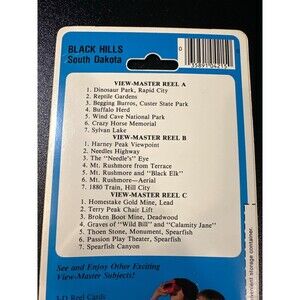 BLACK HILLS
South Dakota
VIEW-MASTER REEL A
1. Dinosaur Park, Rapid City
2. Reptile Gardens
3. Begging Burros, Custer State Park
4. Buffalo Herd
5. Wind Cave National Park
6. Crazy Horse Memorial
7. Sylvan Lake
VIEW-MASTER REEL B
1. Harney Peak Viewpoint
2. Needles Highway
3. The "Needle's" Eye
4. Mt. Rushmore from Terrace
5. Mt. Rushmore and "Black Elk"
6. Mt. Rushmore—Aerial
7. 1880 Train, Hill City
VIEW-MASTER REEL C
1. Homestake Gold Mine, Lead
2. Terry Peak Chair Lift
3. Broken Boot Mine, Deadwood
4. Graves of "Wild Bill" and "Calamity Jane"
5. Thoen Stone, Monument, Spearfish
6. Passion Play Theater, Spearfish
7. Spearfish Canyon
See and Enjoy Other Exciting
View-Master Subjects!
3-D Reel Cards
storage container.